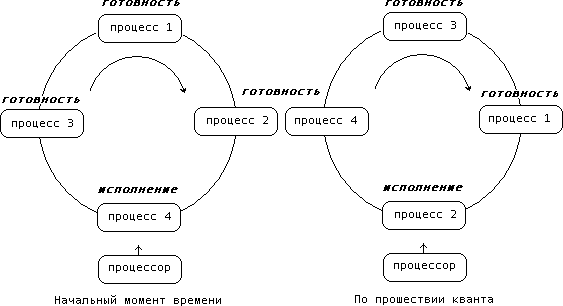 готовность
процесс 1
готовность
процесс 3
процесс 2
исполнение
процесс 4
процессор
Начальный момент времени
готовность
процесс 3
готовность
процесс 4
готовность
процесс 1
исполнение
процесс 2
процессор
По прошествии кванта